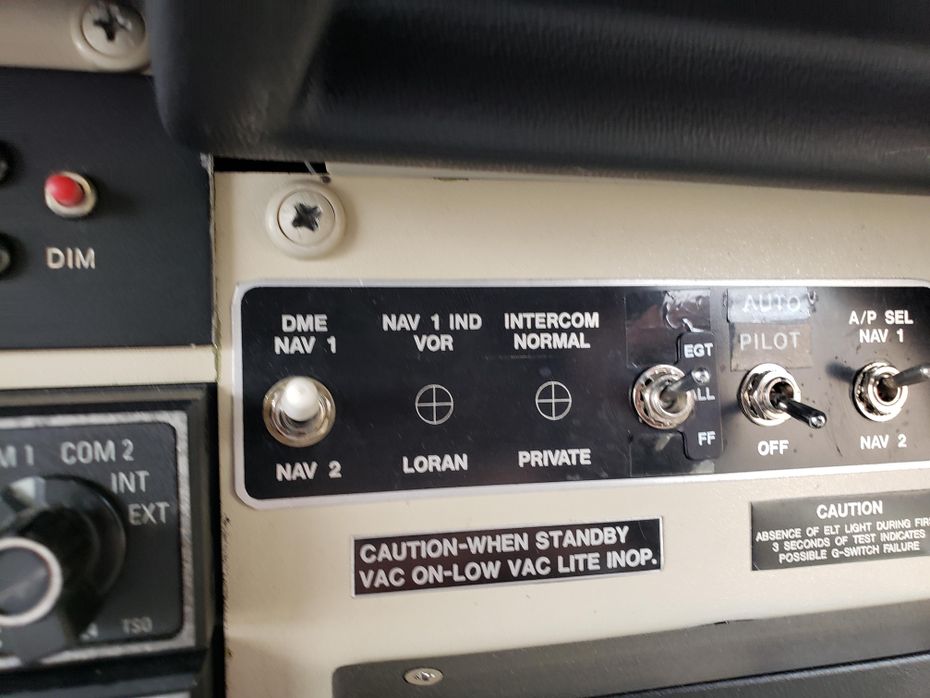 DIM
DME
NAV 1
NAV 2
NAV 1 IND
VOR
LORAN
INTERCOM
NORMAL
PRIVATE
EGT
FF
AUTO
PILOT
OFF
A/P SEL
NAV 1
NAV 2
COM 2
INT
EXT
TSO
CAUTION-WHEN STANDBY
VAC ON-LOW VAC LITE INOP.
CAUTION
ABSENCE OF ELT LIGHT DURING
3 SECONDS OF TEST INDICATES
POSSIBLE G-SWITCH FAILURE